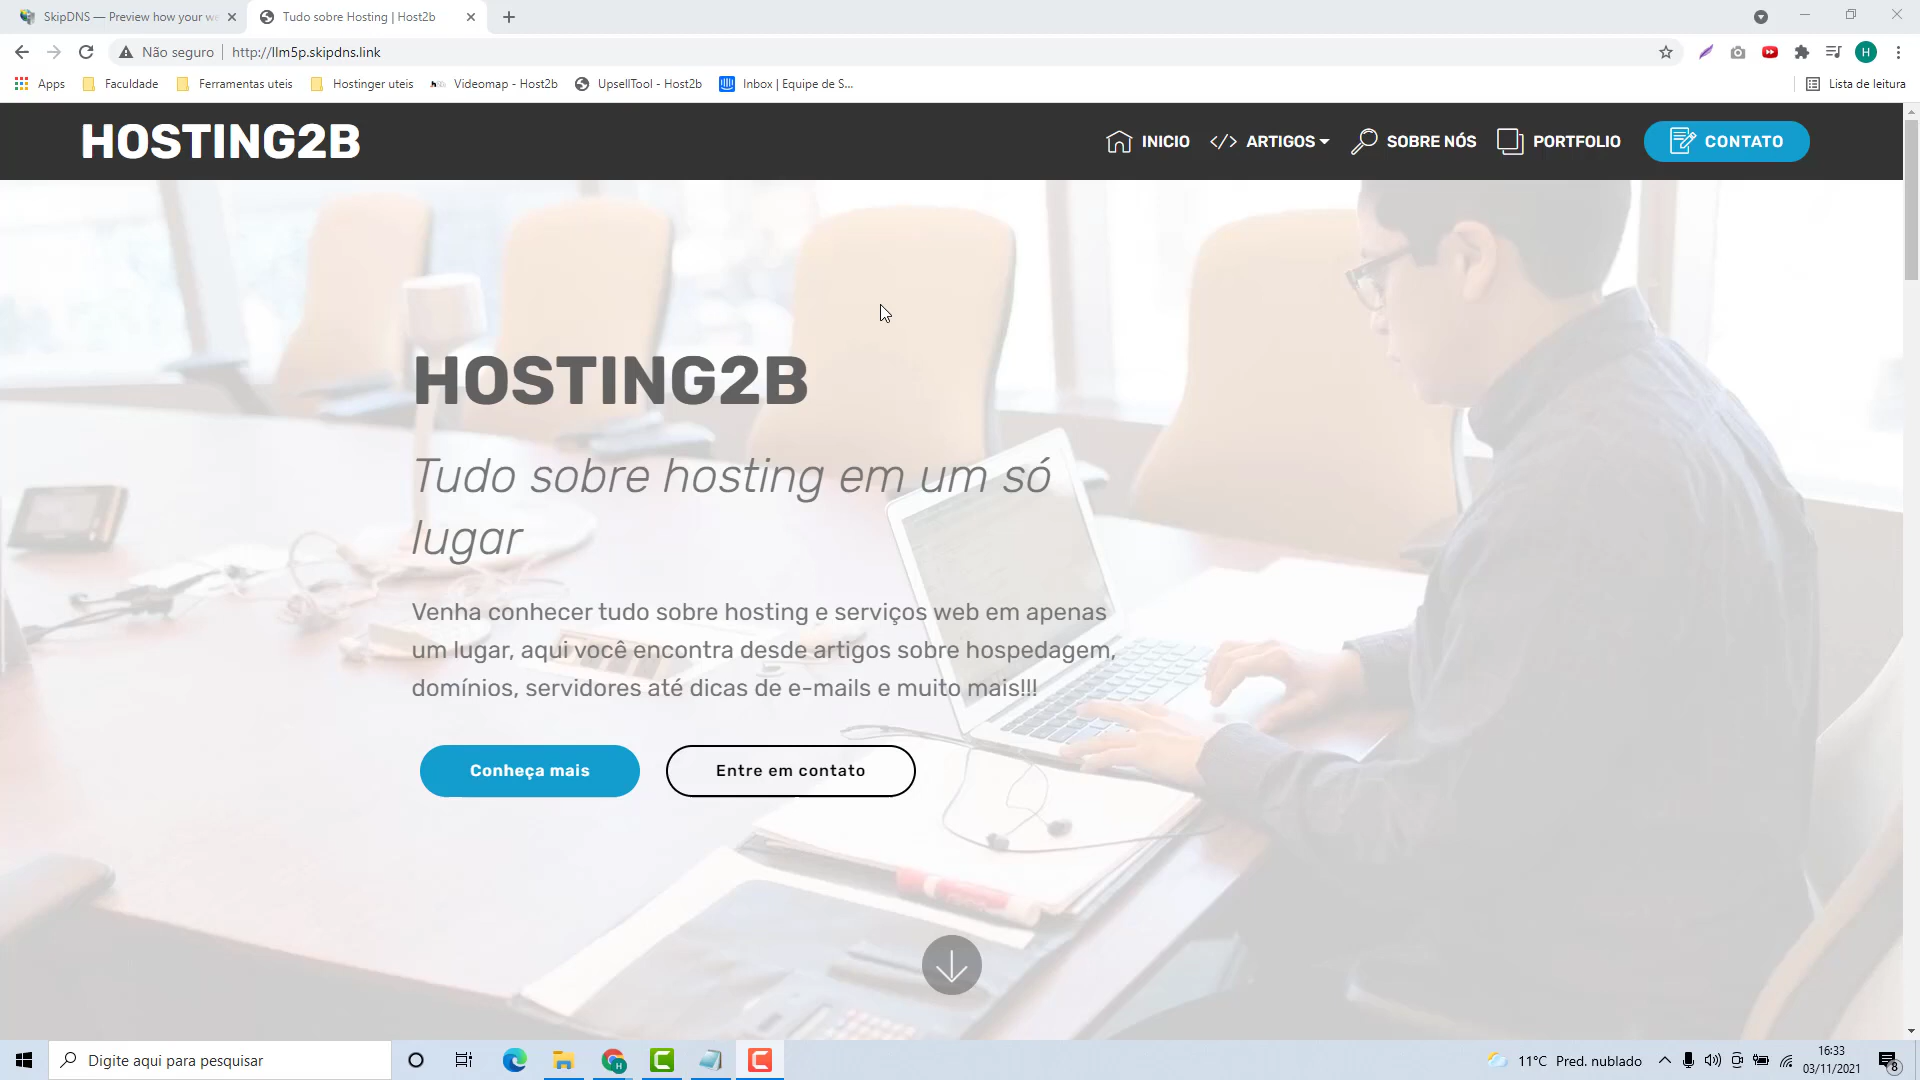 SkipDNS — Preview how your we
Tudo sobre Hosting | Host2b
Não seguro
http://llm5p.skipdns.link
H
Apps
Faculdade
Ferramentas uteis
Hostinger uteis
Videomap - Host2b
UpsellTool - Host2b
Inbox | Equipe de S...
Lista de leitura
HOSTING2B
INICIO
</> ARTIGOS
SOBRE NÓS
PORTFOLIO
CONTATO
HOSTING2B
Tudo sobre hosting em um só
lugar
Venha conhecer tudo sobre hosting e serviços web em apenas
um lugar, aqui você encontra desde artigos sobre hospedagem,
domínios, servidores até dicas de e-mails e muito mais!!!
Conheça mais
Entre em contato
Digite aqui para pesquisar
11°C Pred. nublado
16:33
03/11/2021
8